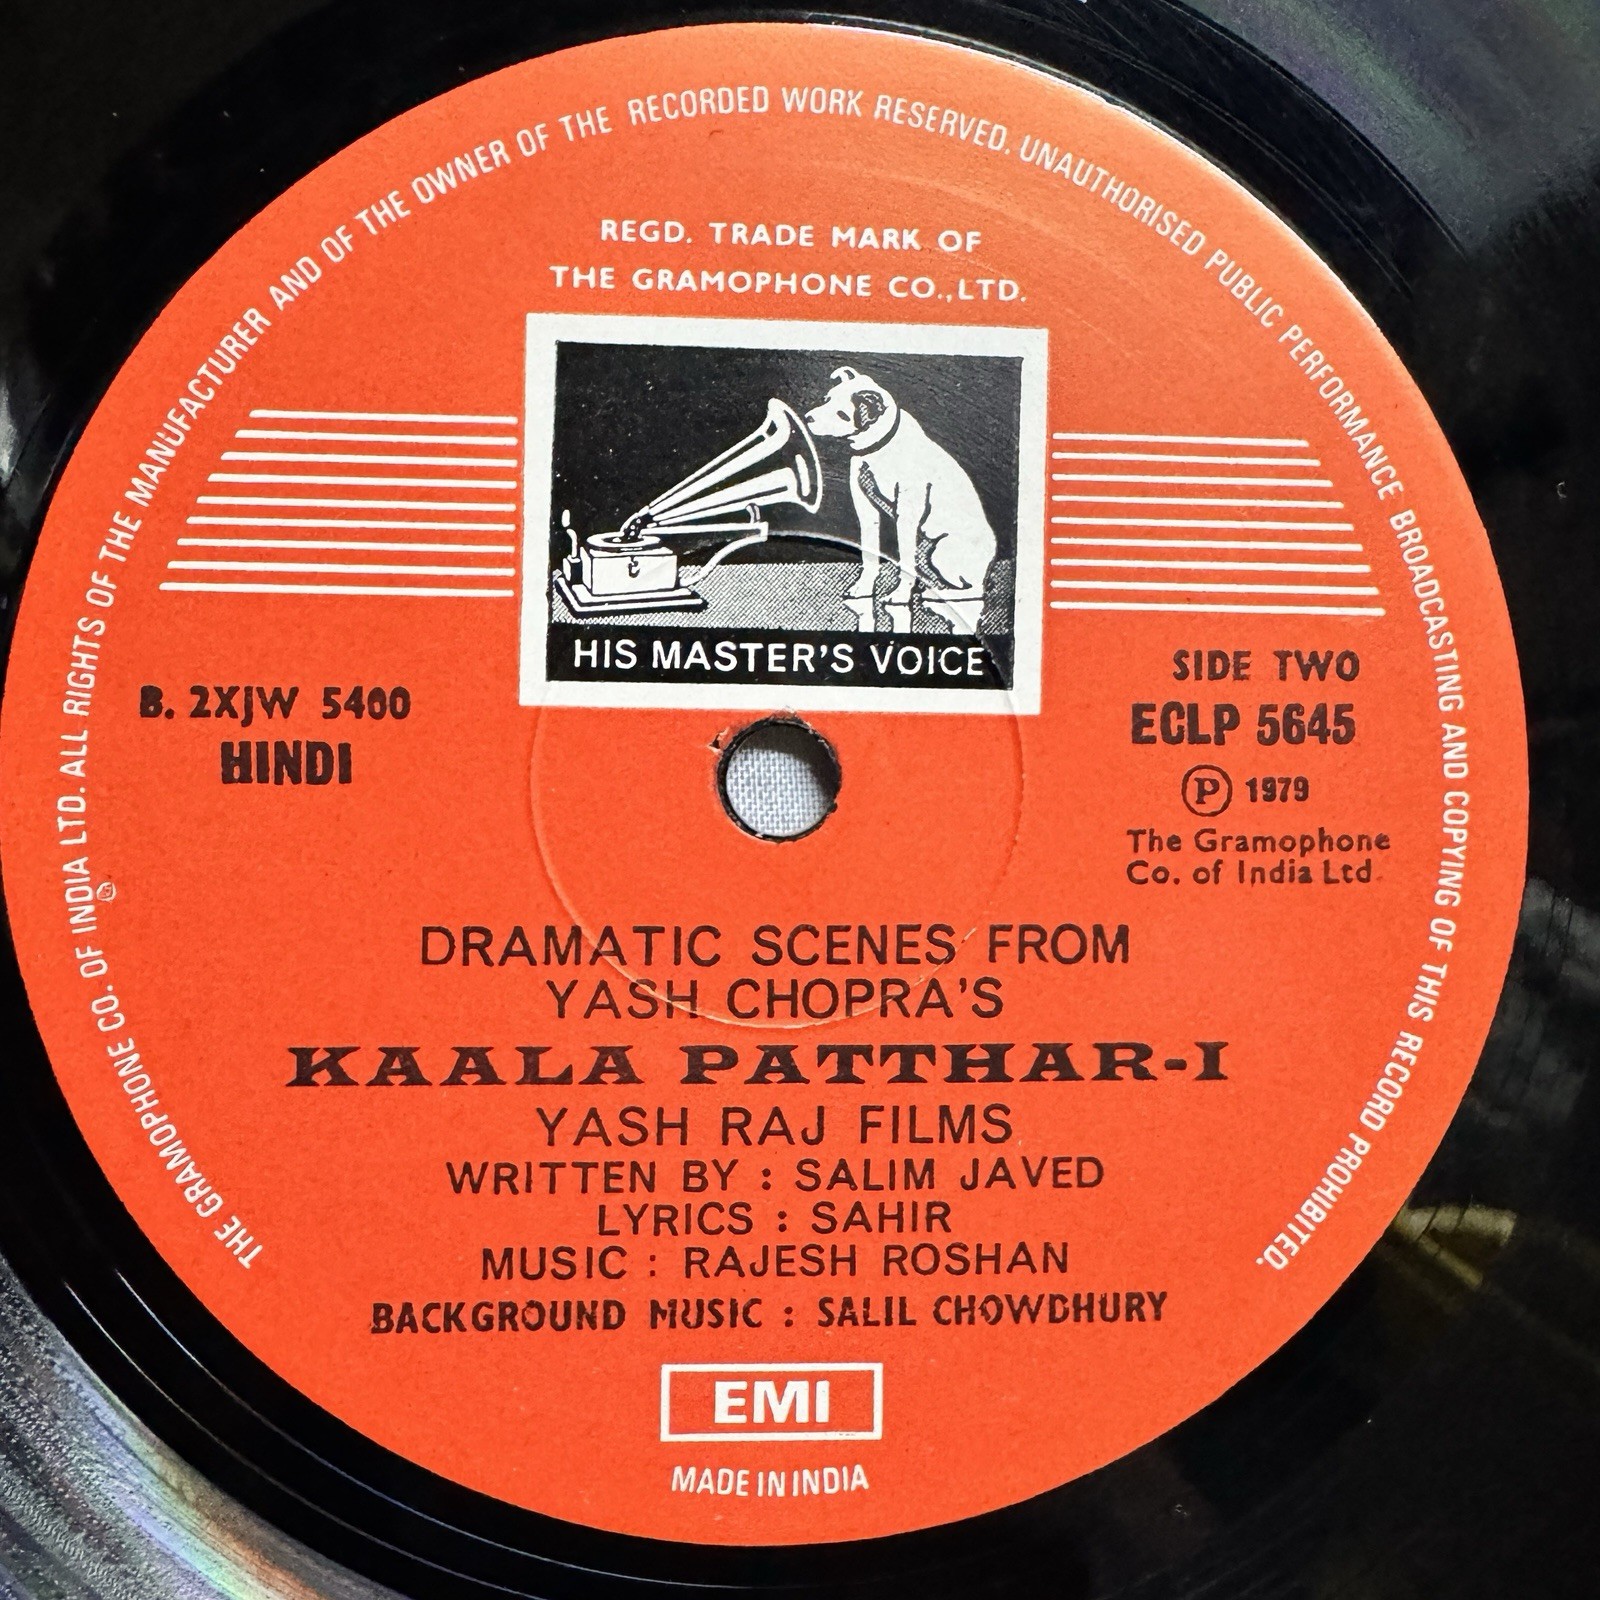 THE GRAMOPHONE CO. OF INDIA LTD. ALL RIGHTS OF THE MANUFACTURER AND OF THE OWNER OF THE RECORDED WORK RESERVED. UNAUTHORISED PUBLIC PERFORMANCE BROADCASTING AND COPYING OF THIS RECORD PROHIBITED.
REGD. TRADE MARK OF
THE GRAMOPHONE CO., LTD.
HIS MASTER'S VOICE
B. 2XJW 5400
HINDI
SIDE TWO
ECLP 5645
Ⓟ 1979
The Gramophone
Co. of India Ltd.
DRAMATIC SCENES FROM
YASH CHOPRA'S
KAALA PATTHAR-I
YASH RAJ FILMS
WRITTEN BY : SALIM JAVED
LYRICS : SAHIR
MUSIC : RAJESH ROSHAN
BACKGROUND MUSIC : SALIL CHOWDHURY
EMI
MADE IN INDIA